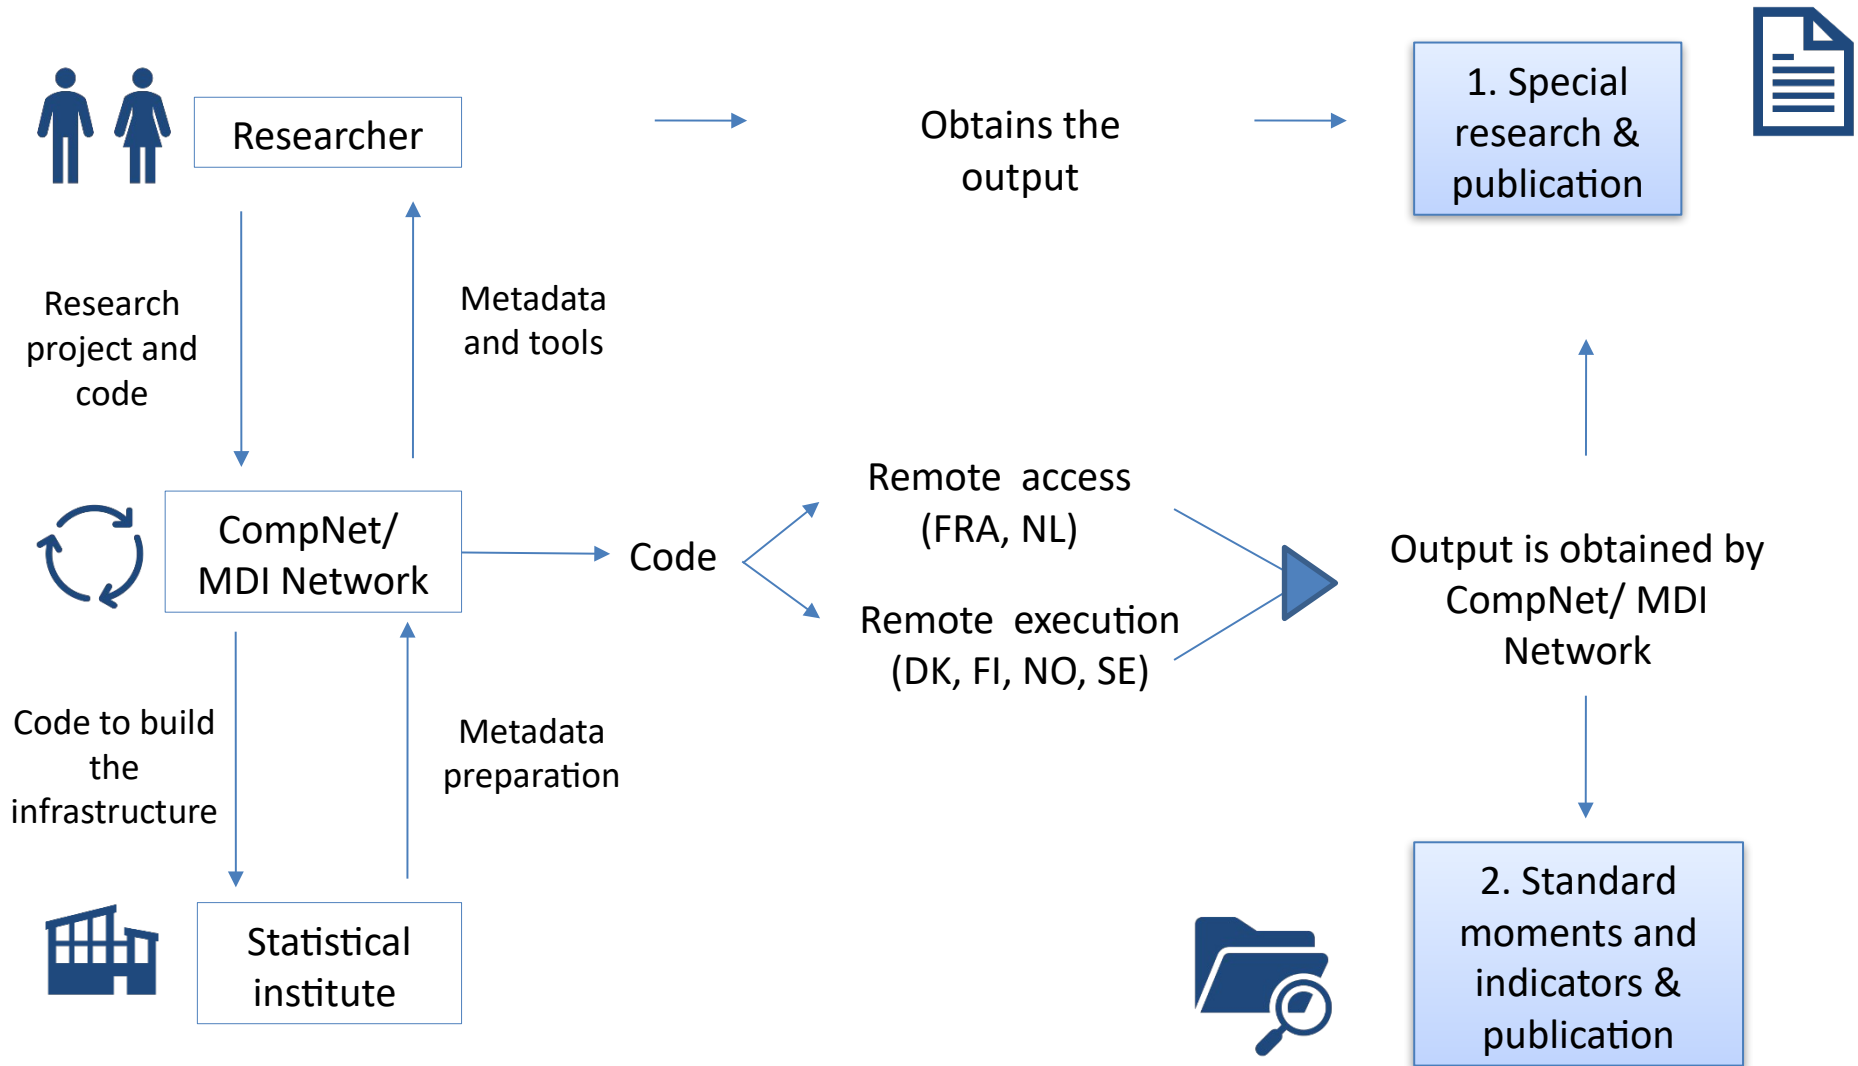 Researcher
Obtains the
output
1. Special
research &
publication
Research
project and
code
Metadata
and tools
CompNet/
MDI Network
Code
Remote access
(FRA, NL)
Remote execution
(DK, FI, NO, SE)
Output is obtained by
CompNet/ MDI
Network
Code to build
the
infrastructure
Metadata
preparation
Statistical
institute
2. Standard
moments and
indicators &
publication